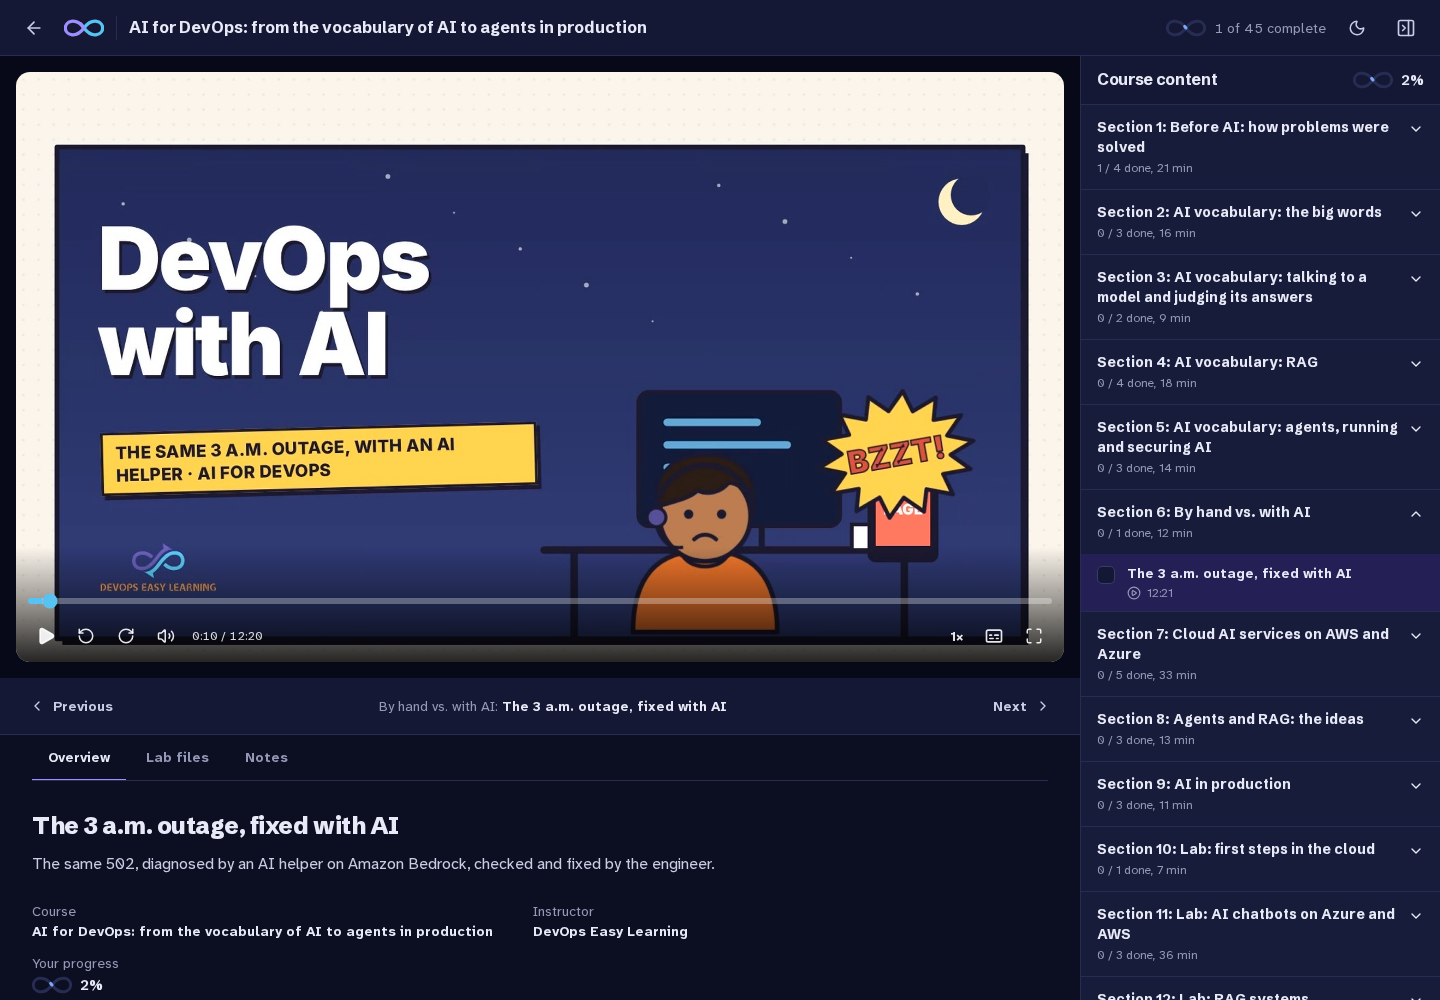 AI for DevOps: from the vocabulary of AI to agents in production
1 of 45 complete
DevOps
with AI
THE SAME 3 A.M. OUTAGE, WITH AN AI
HELPER · AI FOR DEVOPS
BZZT!
DEVOPS EASY LEARNING
0:10 / 12:20
1x
Previous
By hand vs. with AI: The 3 a.m. outage, fixed with AI
Next
Overview
Lab files
Notes
The 3 a.m. outage, fixed with AI
The same 502, diagnosed by an AI helper on Amazon Bedrock, checked and fixed by the engineer.
Course
AI for DevOps: from the vocabulary of AI to agents in production
Instructor
DevOps Easy Learning
Your progress
2%
Course content
2%
Section 1: Before AI: how problems were
solved
1 / 4 done, 21 min
Section 2: AI vocabulary: the big words
0 / 3 done, 16 min
Section 3: AI vocabulary: talking to a
model and judging its answers
0 / 2 done, 9 min
Section 4: AI vocabulary: RAG
0 / 4 done, 18 min
Section 5: AI vocabulary: agents, running
and securing AI
0 / 3 done, 14 min
Section 6: By hand vs. with AI
0 / 1 done, 12 min
The 3 a.m. outage, fixed with AI
12:21
Section 7: Cloud AI services on AWS and
Azure
0 / 5 done, 33 min
Section 8: Agents and RAG: the ideas
0 / 3 done, 13 min
Section 9: AI in production
0 / 3 done, 11 min
Section 10: Lab: first steps in the cloud
0 / 1 done, 7 min
Section 11: Lab: AI chatbots on Azure and
AWS
0 / 3 done, 36 min
Section 12: Lab: RAG systems